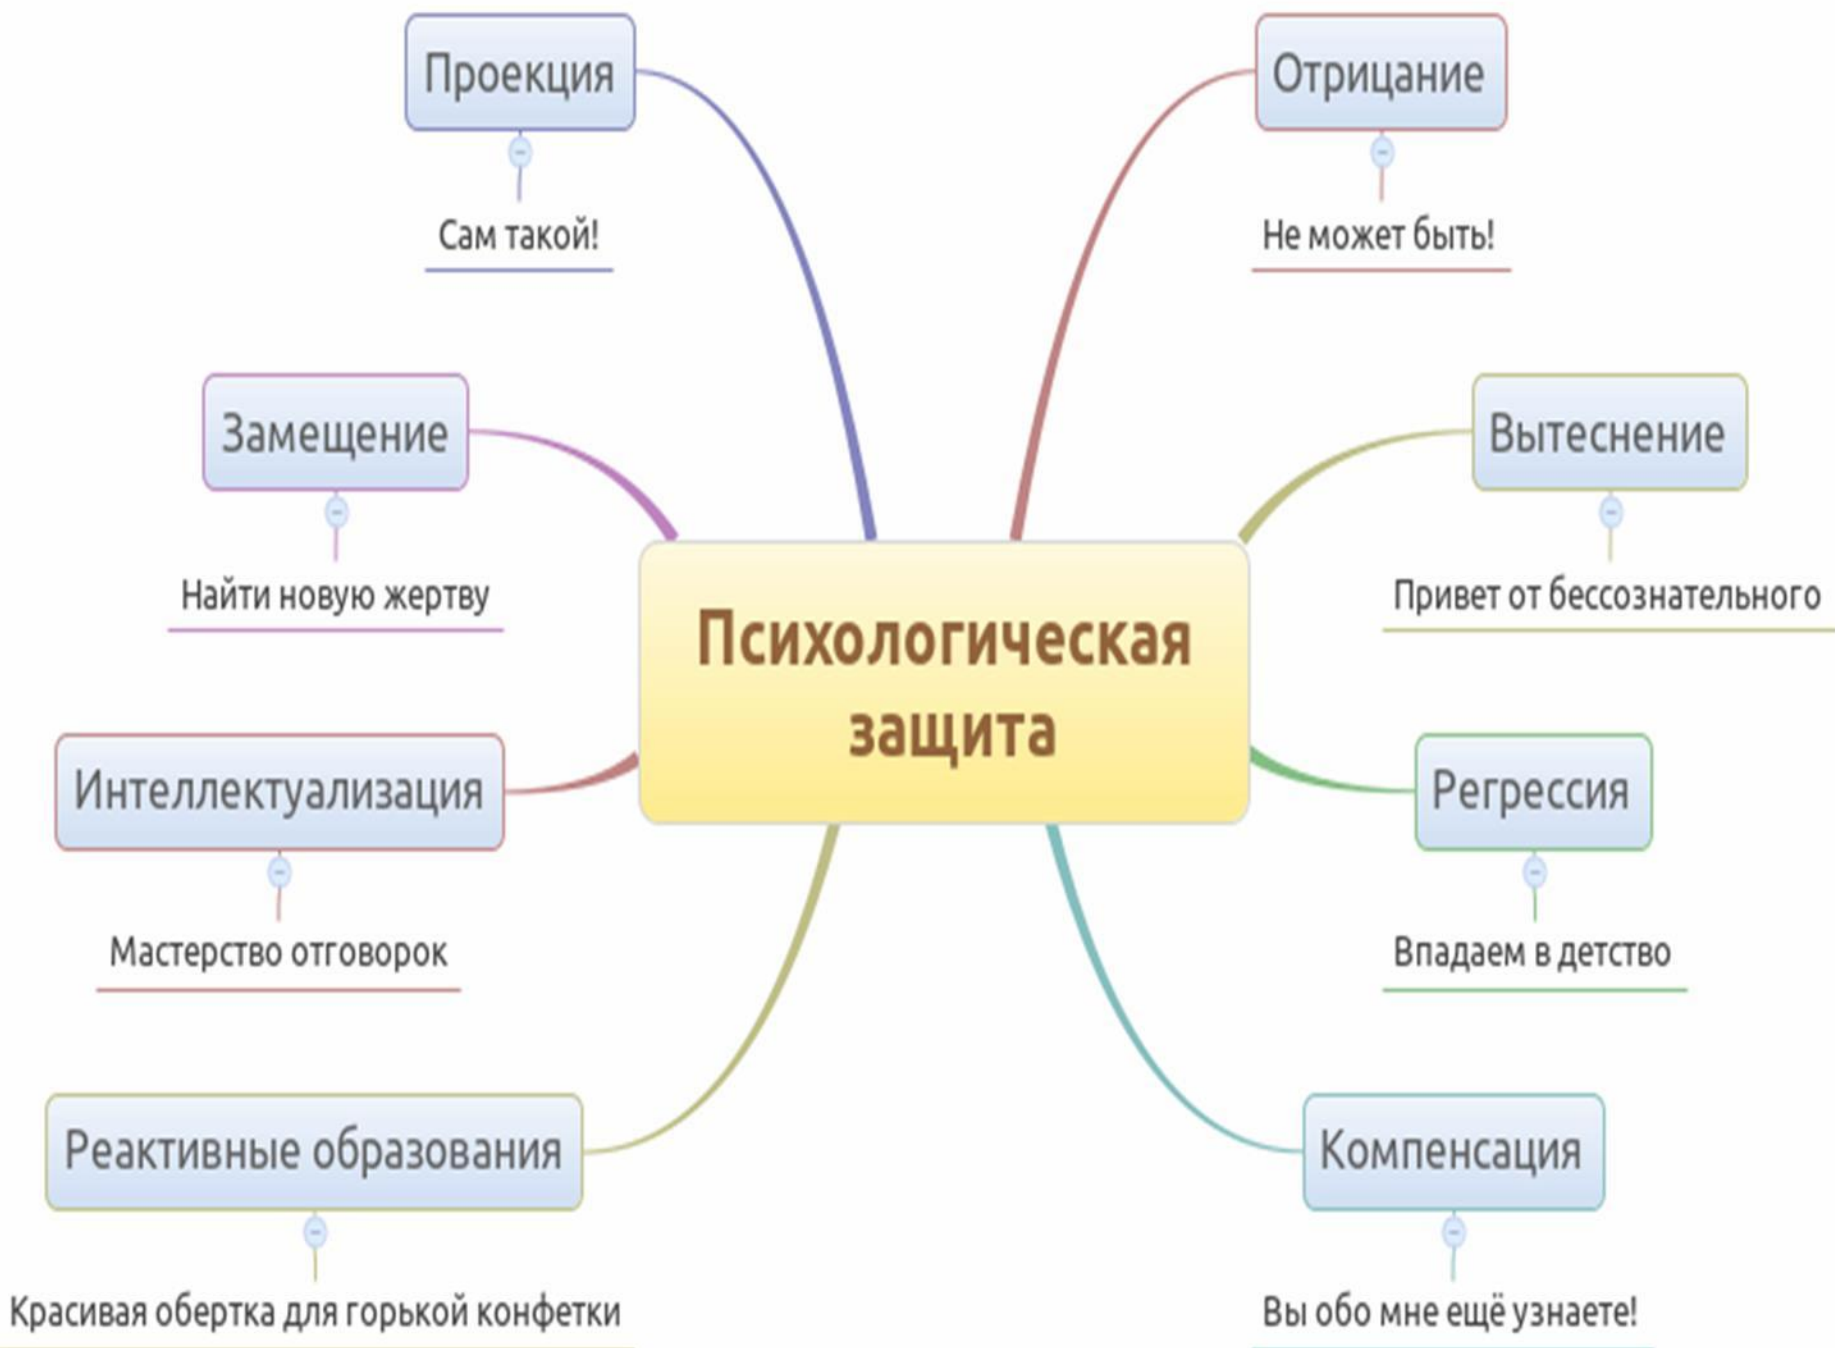 Проекция
Сам такой!
Отрицание
Не может быть!
Замещение
Найти новую жертву
Вытеснение
Привет от бессознательного
Психологическая
защита
Интеллектуализация
Мастерство отговорок
Регрессия
Впадаем в детство
Реактивные образования
Красивая обертка для горькой конфетки
Компенсация
Вы обо мне ещё узнаете!